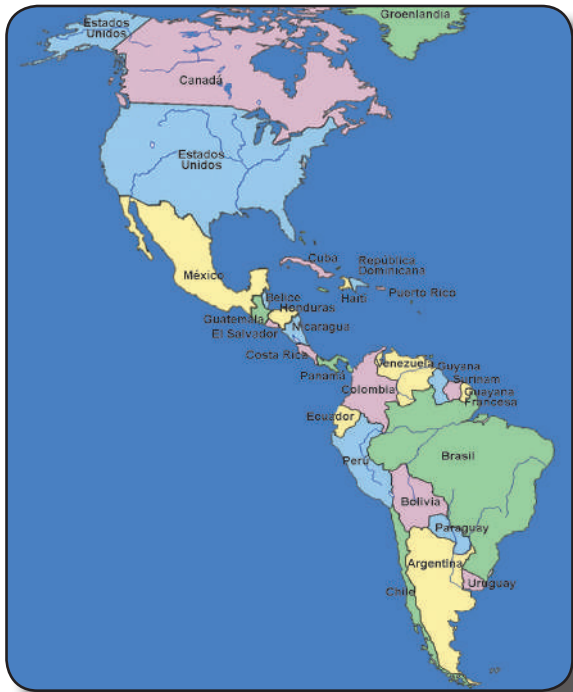 Groenlandia
Estados
Unidos
Canadá
Estados
Unidos
México
Cuba
República
Dominicana
Haití
Puerto Rico
Belice
Honduras
Guatemala
Nicaragua
El Salvador
Costa Rica
Panamá
Venezuela
Guyana
Surinam
Guayana
Francesa
Colombia
Ecuador
Perú
Brasil
Bolivia
Paraguay
Argentina
Uruguay
Chile